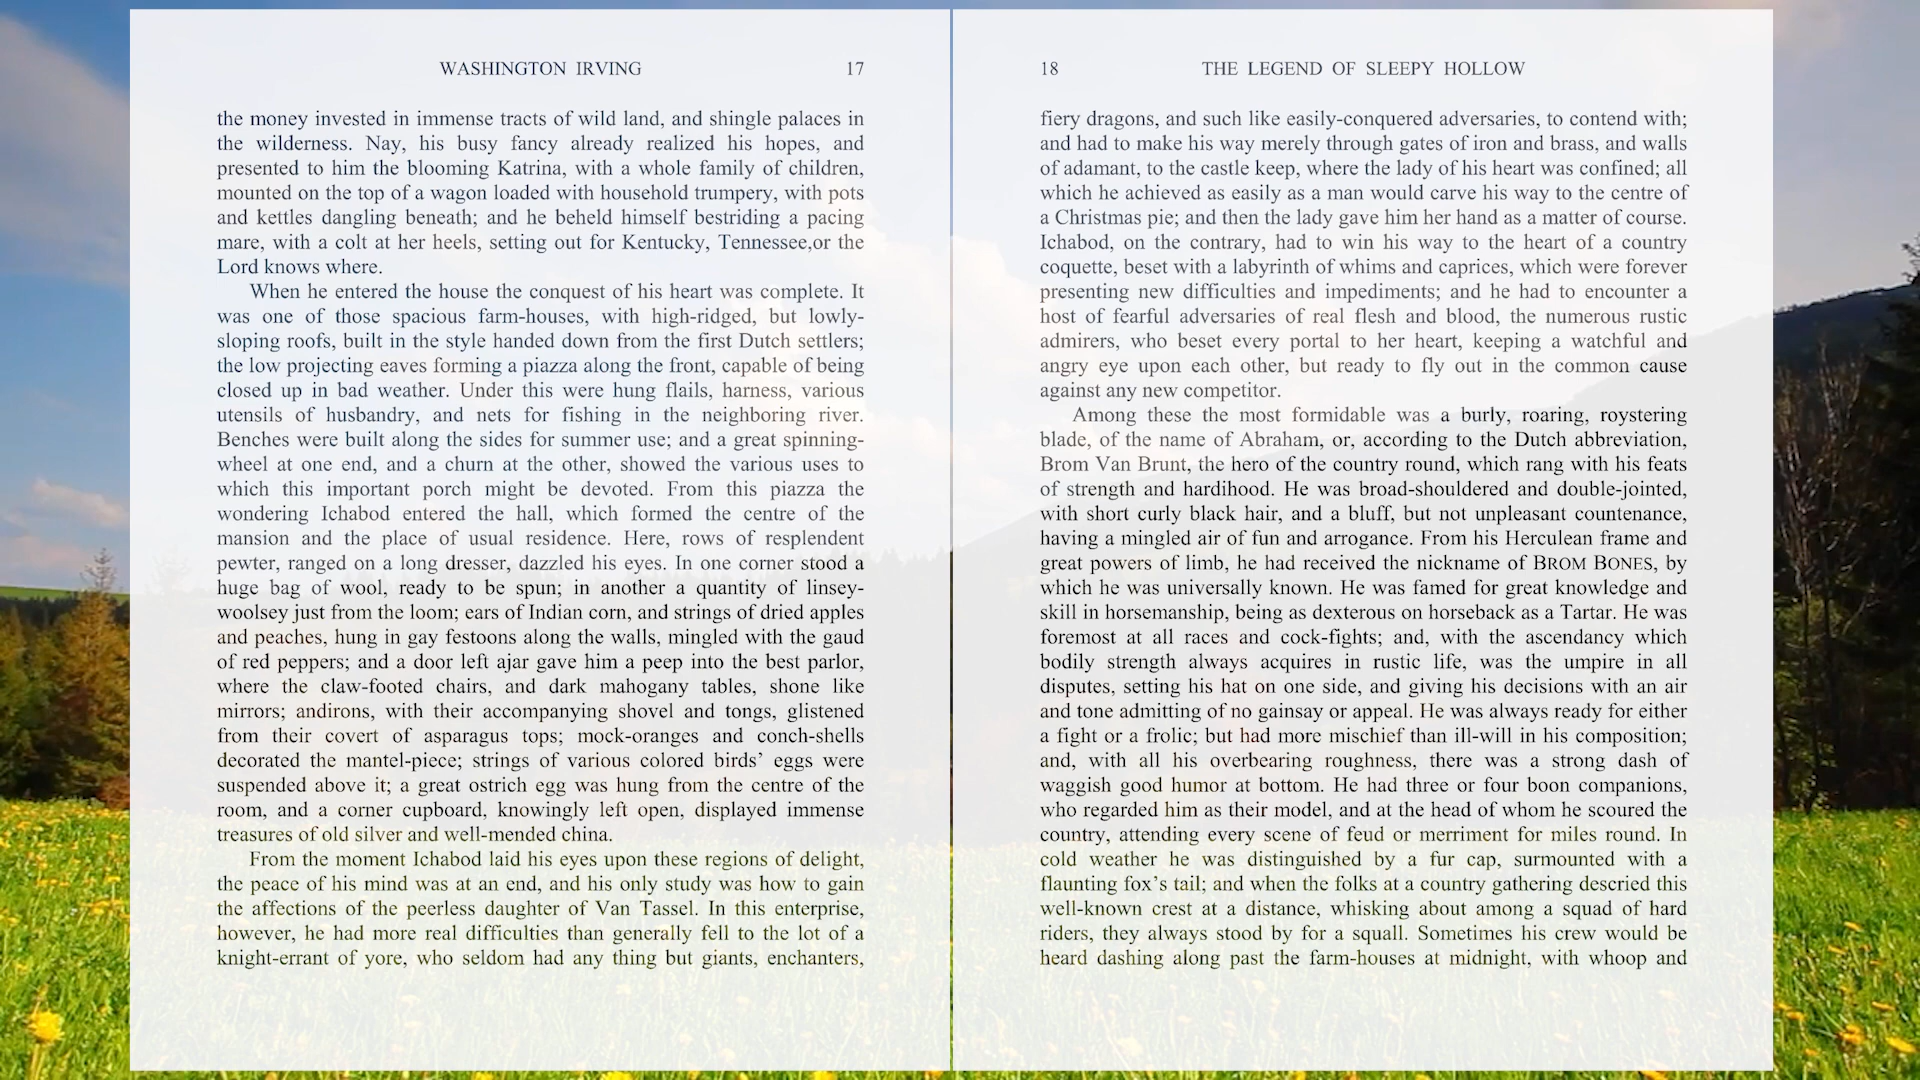 WASHINGTON IRVING 17
the money invested in immense tracts of wild land, and shingle palaces in
the wilderness. Nay, his busy fancy already realized his hopes, and
presented to him the blooming Katrina, with a whole family of children,
mounted on the top of a wagon loaded with household trumpery, with pots
and kettles dangling beneath; and he beheld himself bestriding a pacing
mare, with a colt at her heels, setting out for Kentucky, Tennessee,or the
Lord knows where.
When he entered the house the conquest of his heart was complete. It
was one of those spacious farm-houses, with high-ridged, but lowly-
sloping roofs, built in the style handed down from the first Dutch settlers;
the low projecting eaves forming a piazza along the front, capable of being
closed up in bad weather. Under this were hung flails, harness, various
utensils of husbandry, and nets for fishing in the neighboring river.
Benches were built along the sides for summer use; and a great spinning-
wheel at one end, and a churn at the other, showed the various uses to
which this important porch might be devoted. From this piazza the
wondering Ichabod entered the hall, which formed the centre of the
mansion and the place of usual residence. Here, rows of resplendent
pewter, ranged on a long dresser, dazzled his eyes. In one corner stood a
huge bag of wool, ready to be spun; in another a quantity of linsey-
woolsey just from the loom; ears of Indian corn, and strings of dried apples
and peaches, hung in gay festoons along the walls, mingled with the gaud
of red peppers; and a door left ajar gave him a peep into the best parlor,
where the claw-footed chairs, and dark mahogany tables, shone like
mirrors; andirons, with their accompanying shovel and tongs, glistened
from their covert of asparagus tops; mock-oranges and conch-shells
decorated the mantel-piece; strings of various colored birds’ eggs were
suspended above it; a great ostrich egg was hung from the centre of the
room, and a corner cupboard, knowingly left open, displayed immense
treasures of old silver and well-mended china.
From the moment Ichabod laid his eyes upon these regions of delight,
the peace of his mind was at an end, and his only study was how to gain
the affections of the peerless daughter of Van Tassel. In this enterprise,
however, he had more real difficulties than generally fell to the lot of a
knight-errant of yore, who seldom had any thing but giants, enchanters,
18 THE LEGEND OF SLEEPY HOLLOW
fiery dragons, and such like easily-conquered adversaries, to contend with;
and had to make his way merely through gates of iron and brass, and walls
of adamant, to the castle keep, where the lady of his heart was confined; all
which he achieved as easily as a man would carve his way to the centre of
a Christmas pie; and then the lady gave him her hand as a matter of course.
Ichabod, on the contrary, had to win his way to the heart of a country
coquette, beset with a labyrinth of whims and caprices, which were forever
presenting new difficulties and impediments; and he had to encounter a
host of fearful adversaries of real flesh and blood, the numerous rustic
admirers, who beset every portal to her heart, keeping a watchful and
angry eye upon each other, but ready to fly out in the common cause
against any new competitor.
Among these the most formidable was a burly, roaring, roystering
blade, of the name of Abraham, or, according to the Dutch abbreviation,
Brom Van Brunt, the hero of the country round, which rang with his feats
of strength and hardihood. He was broad-shouldered and double-jointed,
with short curly black hair, and a bluff, but not unpleasant countenance,
having a mingled air of fun and arrogance. From his Herculean frame and
great powers of limb, he had received the nickname of BROM BONES, by
which he was universally known. He was famed for great knowledge and
skill in horsemanship, being as dexterous on horseback as a Tartar. He was
foremost at all races and cock-fights; and, with the ascendancy which
bodily strength always acquires in rustic life, was the umpire in all
disputes, setting his hat on one side, and giving his decisions with an air
and tone admitting of no gainsay or appeal. He was always ready for either
a fight or a frolic; but had more mischief than ill-will in his composition;
and, with all his overbearing roughness, there was a strong dash of
waggish good humor at bottom. He had three or four boon companions,
who regarded him as their model, and at the head of whom he scoured the
country, attending every scene of feud or merriment for miles round. In
cold weather he was distinguished by a fur cap, surmounted with a
flaunting fox’s tail; and when the folks at a country gathering descried this
well-known crest at a distance, whisking about among a squad of hard
riders, they always stood by for a squall. Sometimes his crew would be
heard dashing along past the farm-houses at midnight, with whoop and